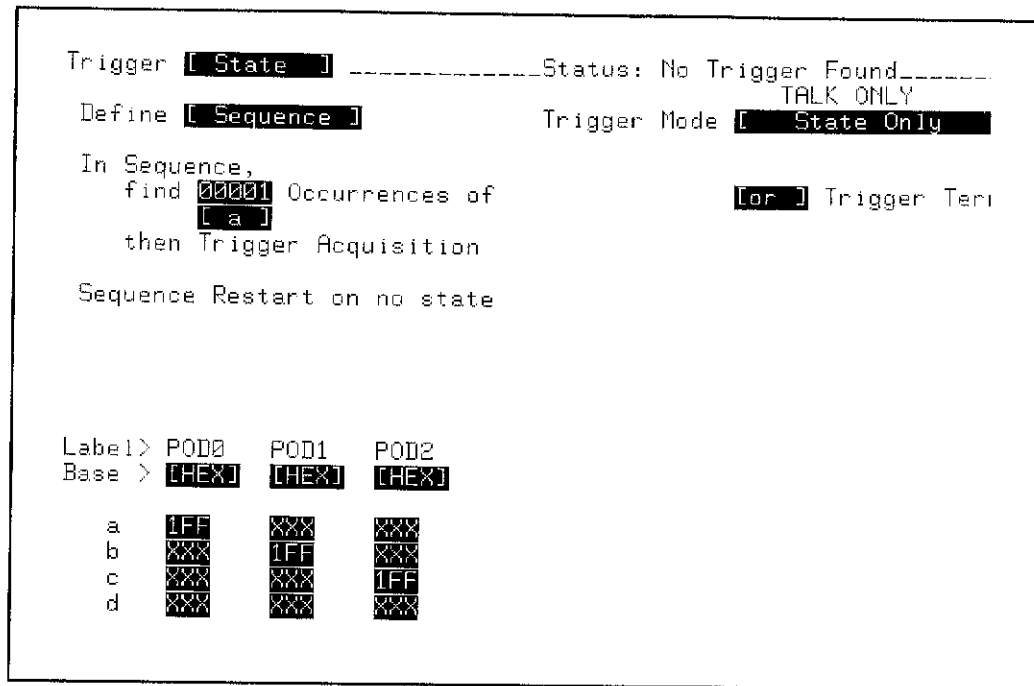 Trigger [ State ] _____________Status: No Trigger Found______
TALK ONLY
Define [ Sequence ] Trigger Mode [ State Only
In Sequence,
find 00001 Occurrences of [or ] Trigger
[ a ]
then Trigger Acquisition
Sequence Restart on no state
Label> POD0 POD1 POD2
Base > [HEX] [HEX] [HEX]
a 1FF XXX XXX
b XXX 1FF XXX
c XXX XXX 1FF
d XXX XXX XXX